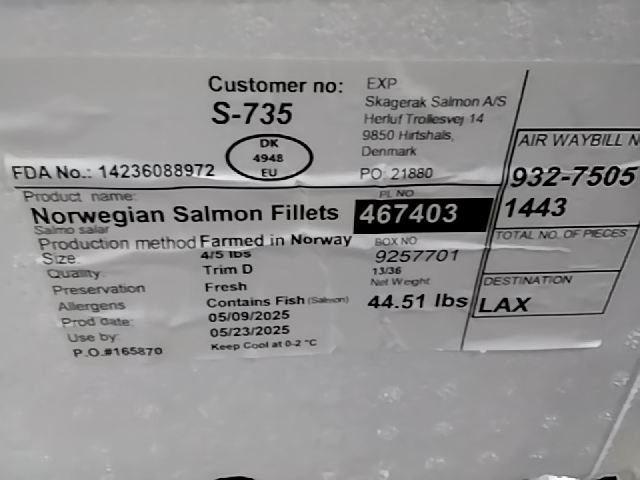 Customer no:
S-735
EXP
Skagerak Salmon A/S
Herluf Trollesvej 14
9850 Hirtshals,
Denmark
PO: 21880
DK
4948
EU
FDA No.: 14236088972
AIR WAYBILL N
932-7505
1443
TOTAL NO. OF PIECES
DESTINATION
LAX
Product name:
Norwegian Salmon Fillets
Salmo salar
PL NO
467403
Production method Farmed in Norway
Size: 4/5 lbs
Quality: Trim D
Preservation Fresh
Allergens Contains Fish (Salmon)
Prod date: 05/09/2025
Use by: 05/23/2025
P.O.#165870 Keep Cool at 0-2 °C
BOX NO
9257701
13/36
Net Weight
44.51 lbs